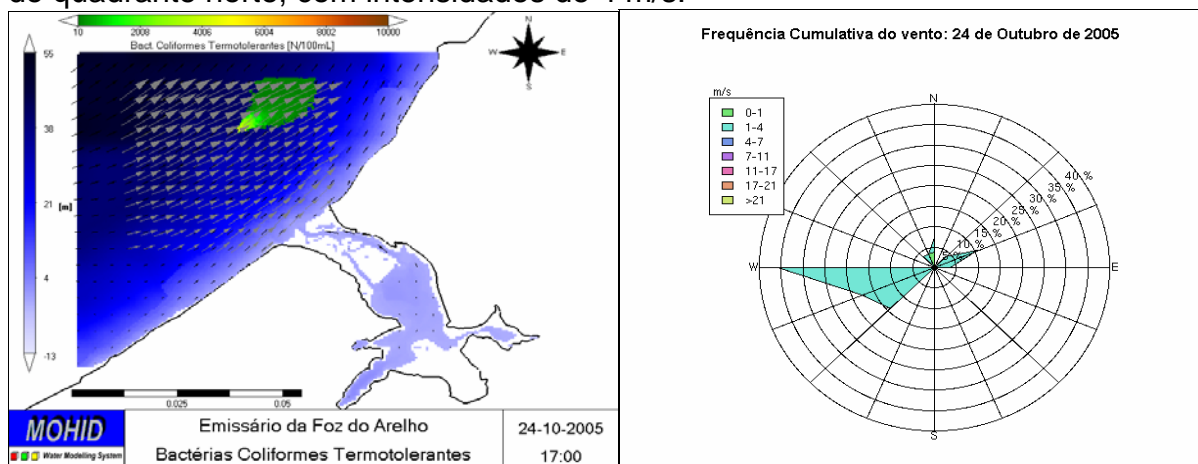 do quadrante norte, com intensidades de 4 m/s.
10 2008 4006 6004 8002 10000
Bact. Coliformes Termotolerantes [N/100mL]
N
W E
S
55
38
21
[m]
4
-13
0.025 0.05
MOHID
Water Modelling System
Emissário da Foz do Arelho
Bactérias Coliformes Termotolerantes
24-10-2005
17:00
Frequência Cumulativa do vento: 24 de Outubro de 2005
m/s
0-1
1-4
4-7
7-11
11-17
17-21
>21
N
40 %
35 %
30 %
25 %
20 %
15 %
10 %
W
E
S